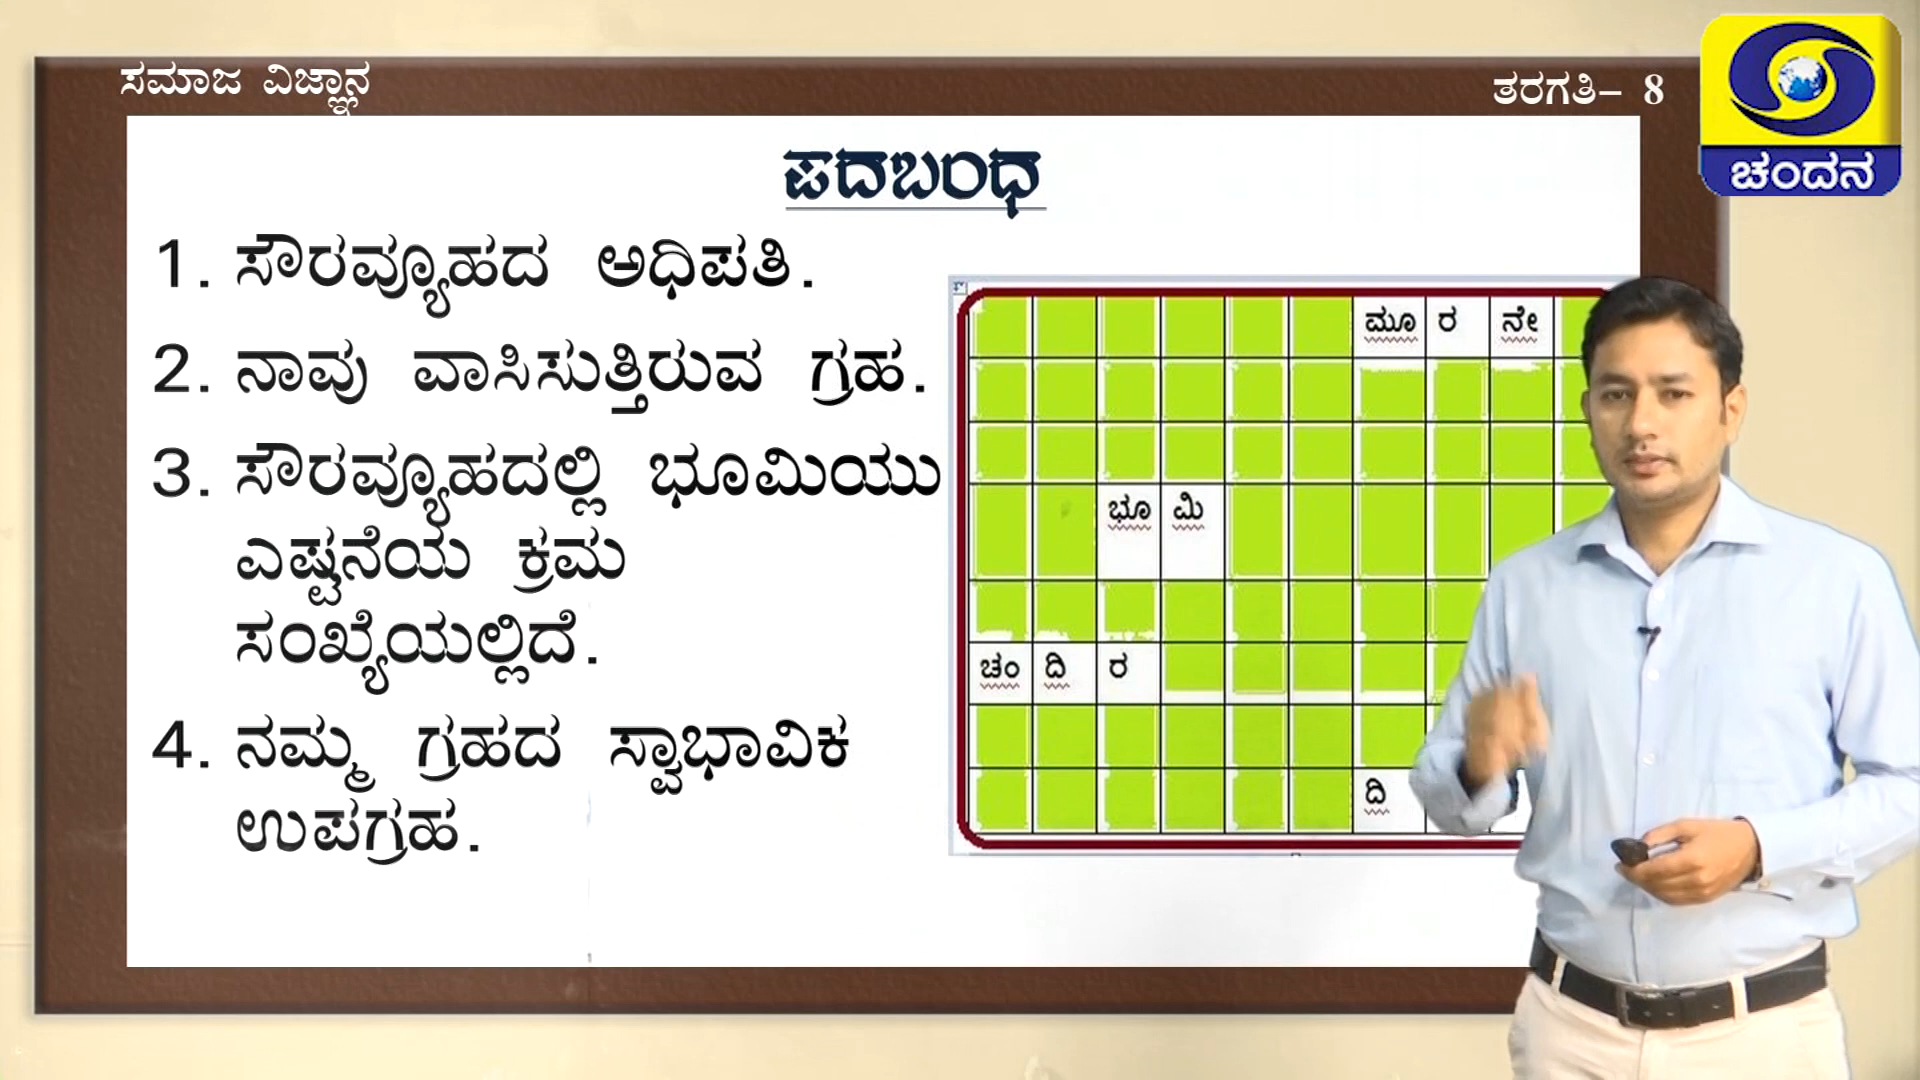 ಸಮಾಜ ವಿಜ್ಞಾನ
ತರಗತಿ– 8
ಚಂದನ
ಪದಬಂಧ
1. ಸೌರವ್ಯೂಹದ ಅಧಿಪತಿ.
2. ನಾವು ವಾಸಿಸುತ್ತಿರುವ ಗ್ರಹ.
3. ಸೌರವ್ಯೂಹದಲ್ಲಿ ಭೂಮಿಯು
ಎಷ್ಟನೆಯ ಕ್ರಮ
ಸಂಖ್ಯೆಯಲ್ಲಿದೆ.
4. ನಮ್ಮ ಗ್ರಹದ ಸ್ವಾಭಾವಿಕ
ಉಪಗ್ರಹ.
ಮೂ ರ ನೇ
ಭೂ ಮಿ
ಚಂ ದಿ ರ
ದಿ